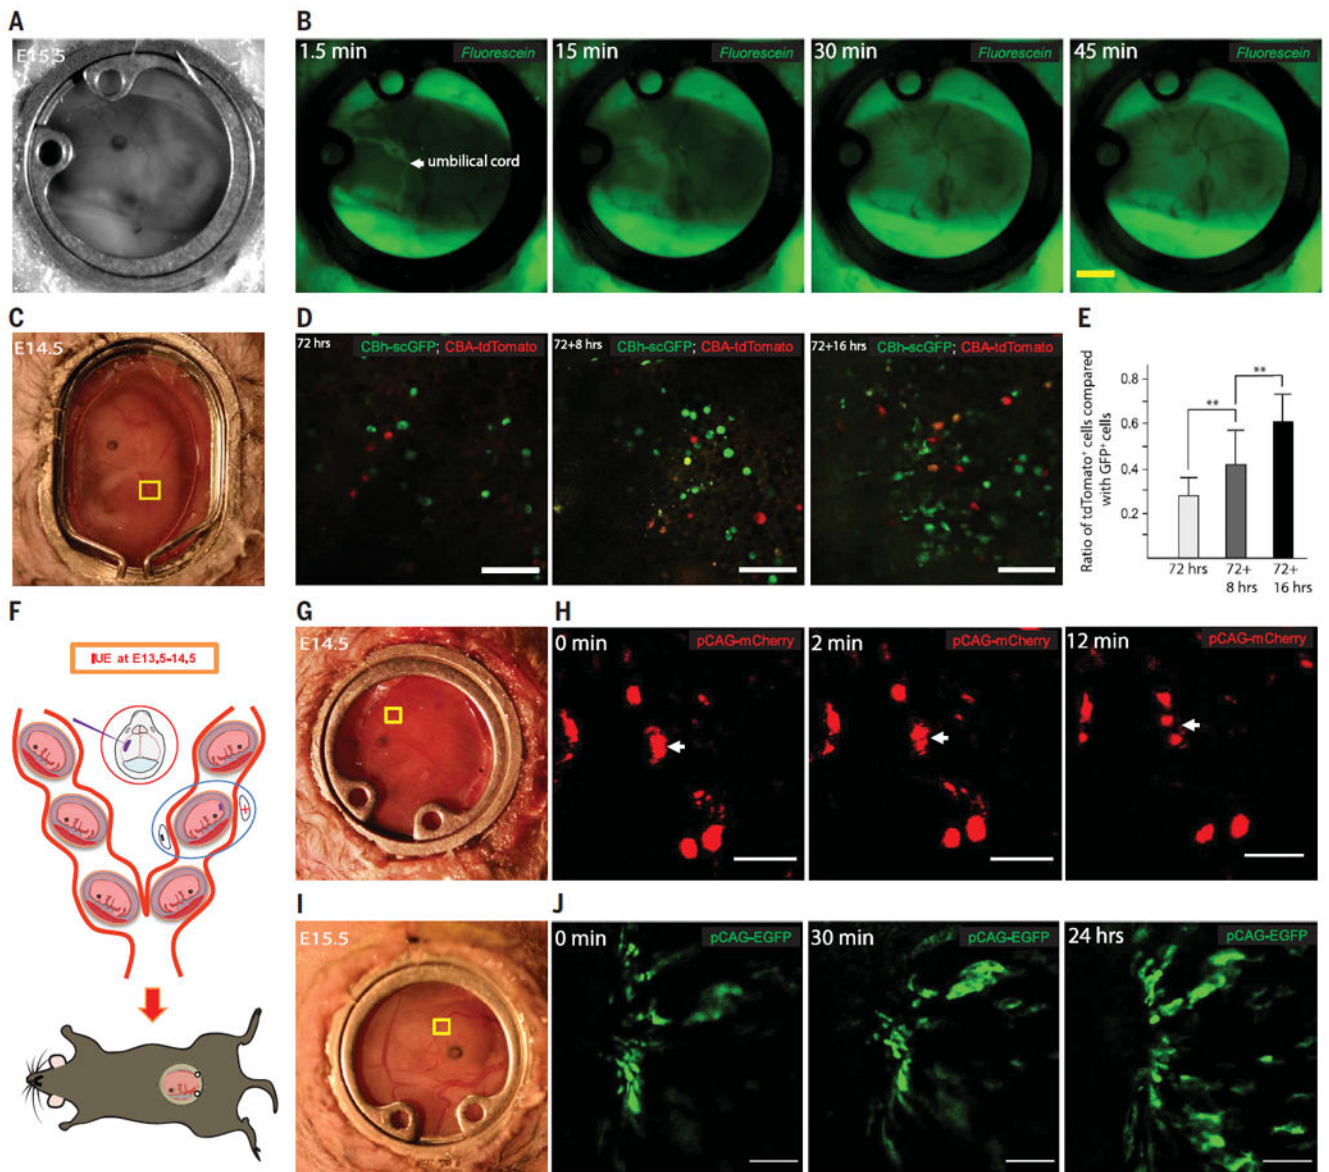 A
E15.5
B
1.5 min
Fluorescein
umbilical cord
15 min
Fluorescein
30 min
Fluorescein
45 min
Fluorescein
C
E14.5
D
72 hrs
CBh-scGFP; CBA-tdTomato
72+8 hrs
CBh-scGFP; CBA-tdTomato
72+16 hrs
CBh-scGFP; CBA-tdTomato
E
Ratio of tdTomato⁺ cells compared
with GFP⁺ cells
0.8
0.6
0.4
0.2
**
**
72 hrs
72+
8 hrs
72+
16 hrs
F
IUE at E13.5-14.5
-
+
G
E14.5
H
0 min
pCAG-mCherry
2 min
pCAG-mCherry
12 min
pCAG-mCherry
I
E15.5
J
0 min
pCAG-EGFP
30 min
pCAG-EGFP
24 hrs
pCAG-EGFP